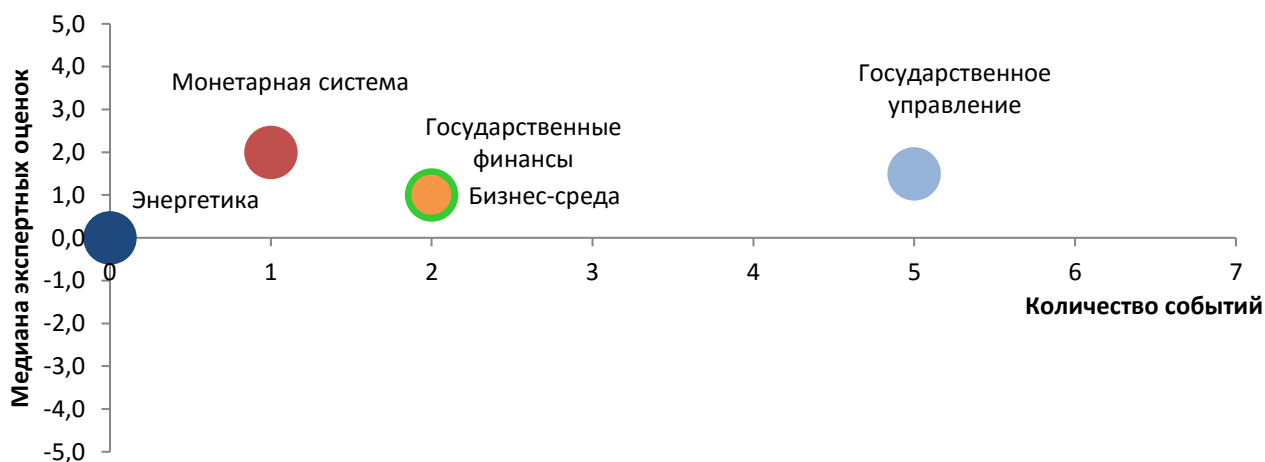 5,0
4,0
3,0
2,0
1,0
0,0
-1,0
-2,0
-3,0
-4,0
-5,0
Медиана экспертных оценок
Монетарная система
Государственное
управление
Государственные
финансы
Бизнес-среда
Энергетика
0 1 2 3 4 5 6 7
Количество событий